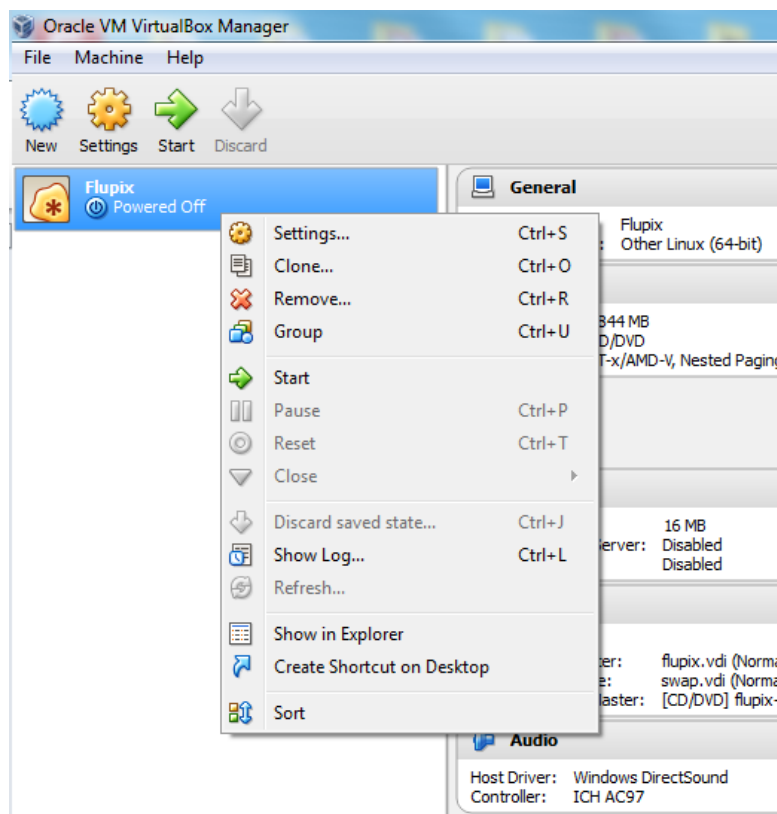 Oracle VM VirtualBox Manager
File Machine Help
New Settings Start Discard
Flupix
Powered Off
Settings... Ctrl+S
Clone... Ctrl+O
Remove... Ctrl+R
Group Ctrl+U
Start
Pause Ctrl+P
Reset Ctrl+T
Close
Discard saved state... Ctrl+J
Show Log... Ctrl+L
Refresh...
Show in Explorer
Create Shortcut on Desktop
Sort
General
Flupix
: Other Linux (64-bit)
344 MB
D/DVD
T-x/AMD-V, Nested Paging
16 MB
erver: Disabled
Disabled
ter: flupix.vdi (Norma
e: swap.vdi (Norma
laster: [CD/DVD] flupix-
Audio
Host Driver: Windows DirectSound
Controller: ICH AC97